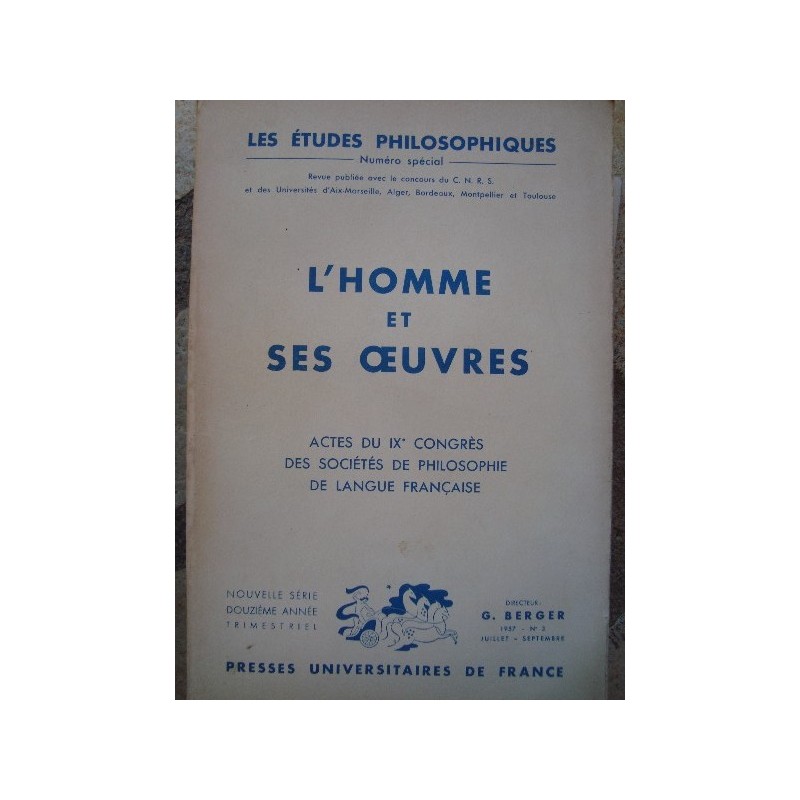 LES ÉTUDES PHILOSOPHIQUES
Numéro spécial
Revue publiée avec le concours du C. N. R. S.
et des Universités d'Aix-Marseille, Alger, Bordeaux, Montpellier et Toulouse
L'HOMME
ET
SES ŒUVRES
ACTES DU IXe CONGRÈS
DES SOCIÉTÉS DE PHILOSOPHIE
DE LANGUE FRANÇAISE
NOUVELLE SÉRIE
DOUZIÈME ANNÉE
TRIMESTRIEL
DIRECTEUR:
G. BERGER
1957 - N° 3
JUILLET - SEPTEMBRE
PRESSES UNIVERSITAIRES DE FRANCE